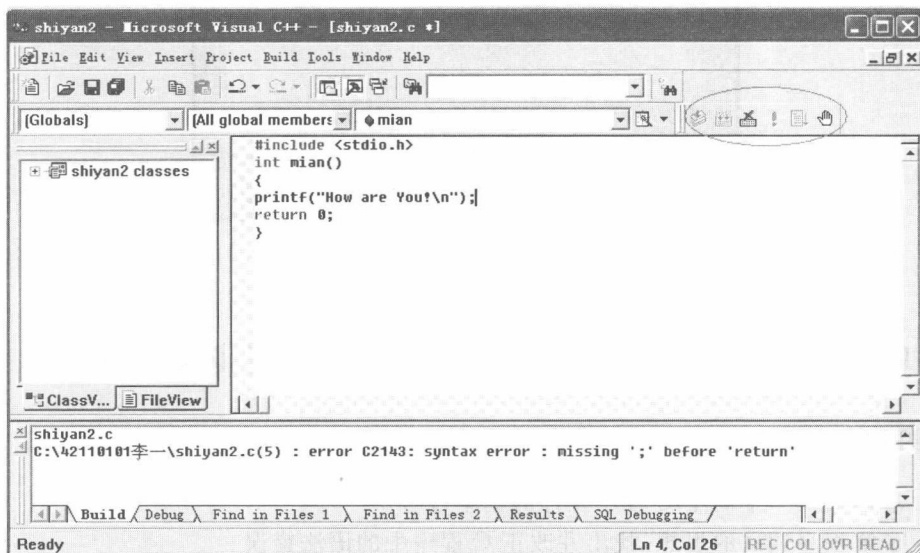 shiyan2 - Microsoft Visual C++ - [shiyan2.c *]
File Edit View Insert Project Build Tools Window Help
(Globals) (All global members mian
shiyan2 classes
#include <stdio.h>
int mian()
{
printf("How are You!\n");
return 0;
}
ClassV... FileView
shiyan2.c
C:\42110101李一\shiyan2.c(5) : error C2143: syntax error : missing ';' before 'return'
Build Debug Find in Files 1 Find in Files 2 Results SQL Debugging
Ready Ln 4, Col 26 REC COL OVR READ